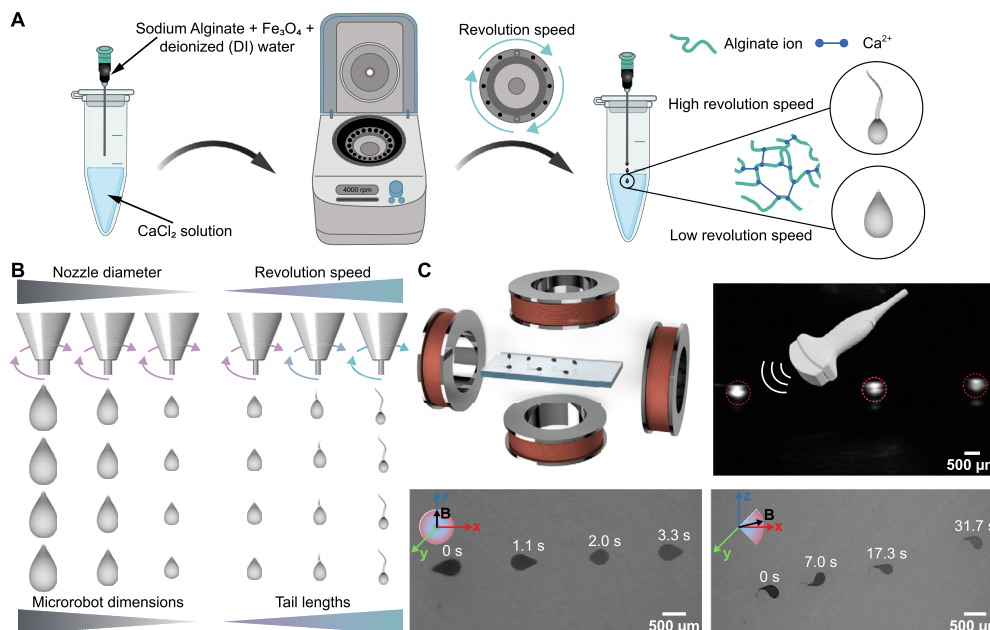 A
Sodium Alginate + Fe₃O₄ +
deionized (DI) water
CaCl₂ solution
4000 rpm
Revolution speed
Alginate ion
Ca²⁺
High revolution speed
Low revolution speed
B
Nozzle diameter
Revolution speed
Microrobot dimensions
Tail lengths
C
500 μm
z
B
x
y
0 s
1.1 s
2.0 s
3.3 s
500 μm
z
B
x
y
0 s
7.0 s
17.3 s
31.7 s
500 μm